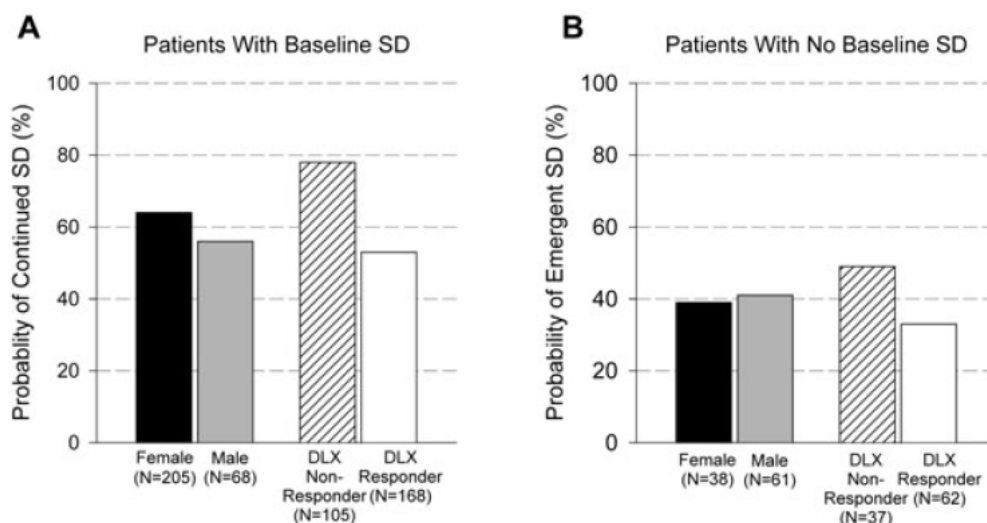 A
Patients With Baseline SD
Probablity of Continued SD (%)
100
80
60
40
20
0
Female
(N=205)
Male
(N=68)
DLX
Non-
Responder
(N=105)
DLX
Responder
(N=168)
B
Patients With No Baseline SD
Probability of Emergent SD (%)
100
80
60
40
20
0
Female
(N=38)
Male
(N=61)
DLX
Non-
Responder
(N=37)
DLX
Responder
(N=62)